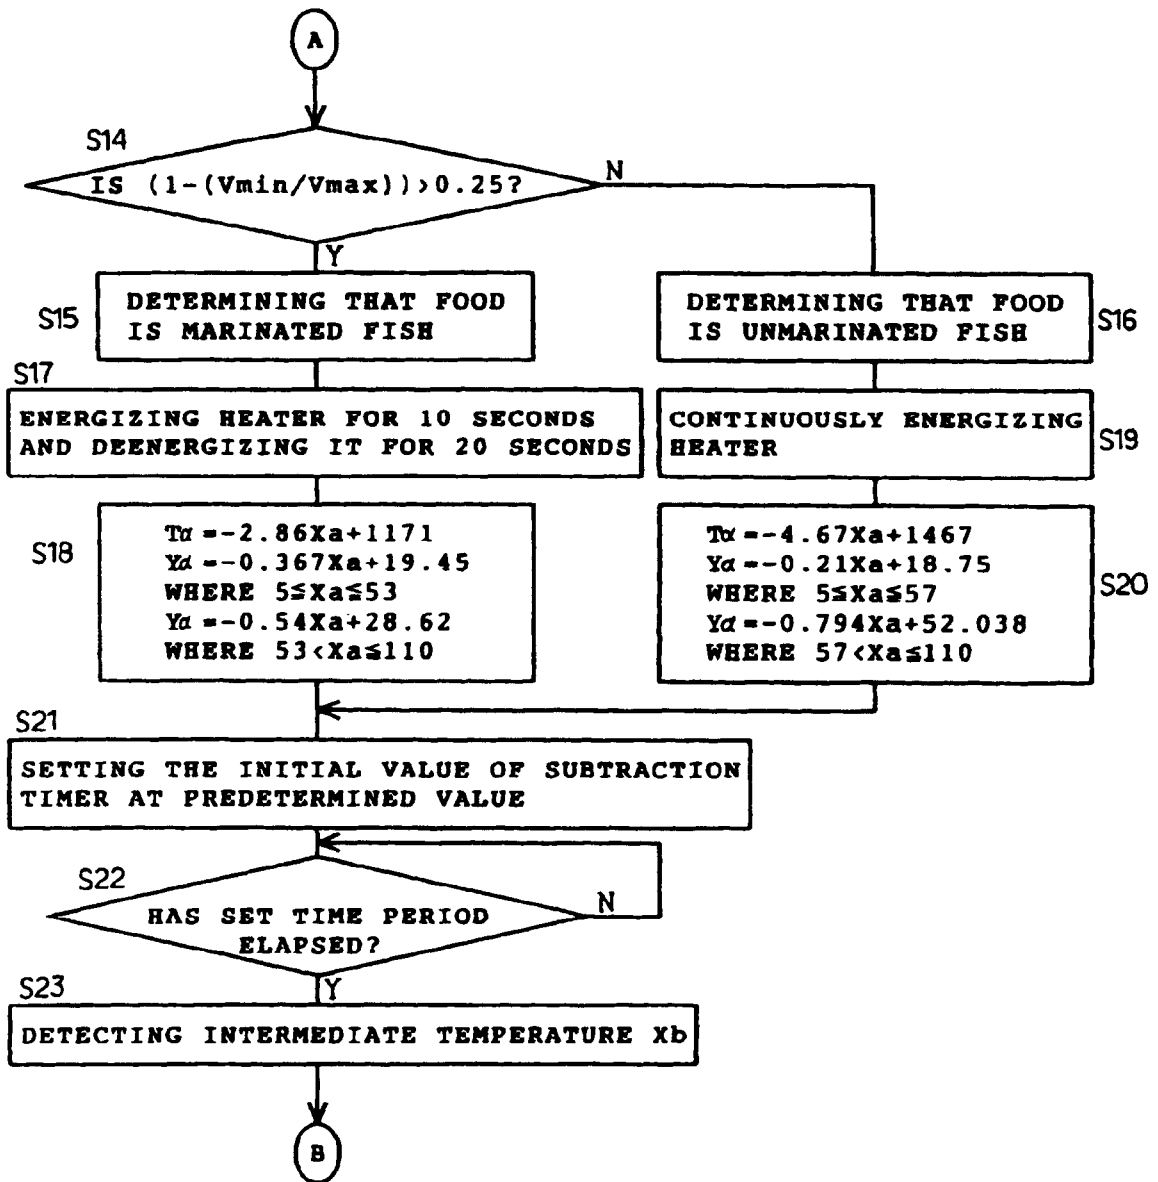 A
S14
IS (1-(Vmin/Vmax))>0.25?
N
Y
S15
DETERMINING THAT FOOD
IS MARINATED FISH
DETERMINING THAT FOOD
IS UNMARINATED FISH
S16
S17
ENERGIZING HEATER FOR 10 SECONDS
AND DEENERGIZING IT FOR 20 SECONDS
CONTINUOUSLY ENERGIZING
HEATER
S19
S18
Tα=-2.86Xa+1171
Yα=-0.367Xa+19.45
WHERE 5≦Xa≦53
Yα=-0.54Xa+28.62
WHERE 53<Xa≦110
Tα=-4.67Xa+1467
Yα=-0.21Xa+18.75
WHERE 5≦Xa≦57
Yα=-0.794Xa+52.038
WHERE 57<Xa≦110
S20
S21
SETTING THE INITIAL VALUE OF SUBTRACTION
TIMER AT PREDETERMINED VALUE
S22
HAS SET TIME PERIOD
ELAPSED?
N
Y
S23
DETECTING INTERMEDIATE TEMPERATURE Xb
B